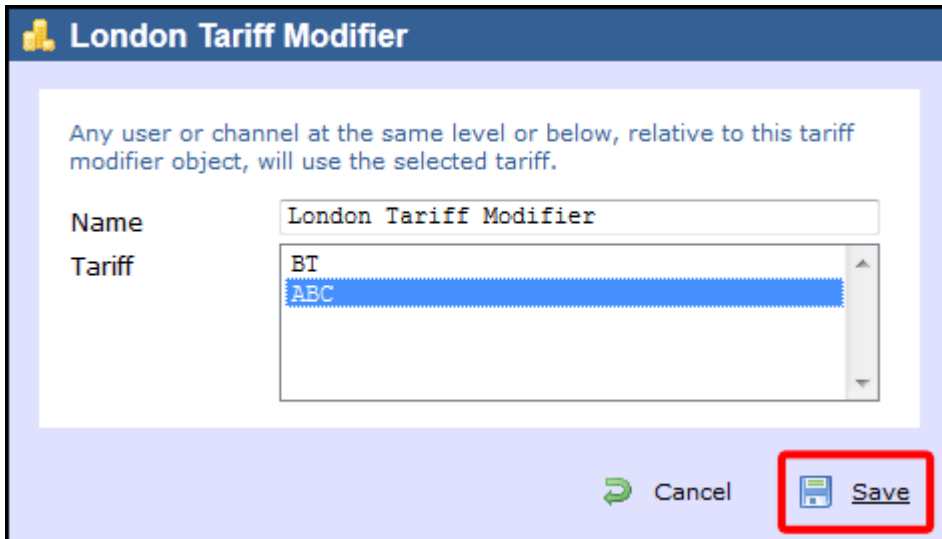 London Tariff Modifier
Any user or channel at the same level or below, relative to this tariff
modifier object, will use the selected tariff.
Name London Tariff Modifier
Tariff BT
ABC
Cancel Save